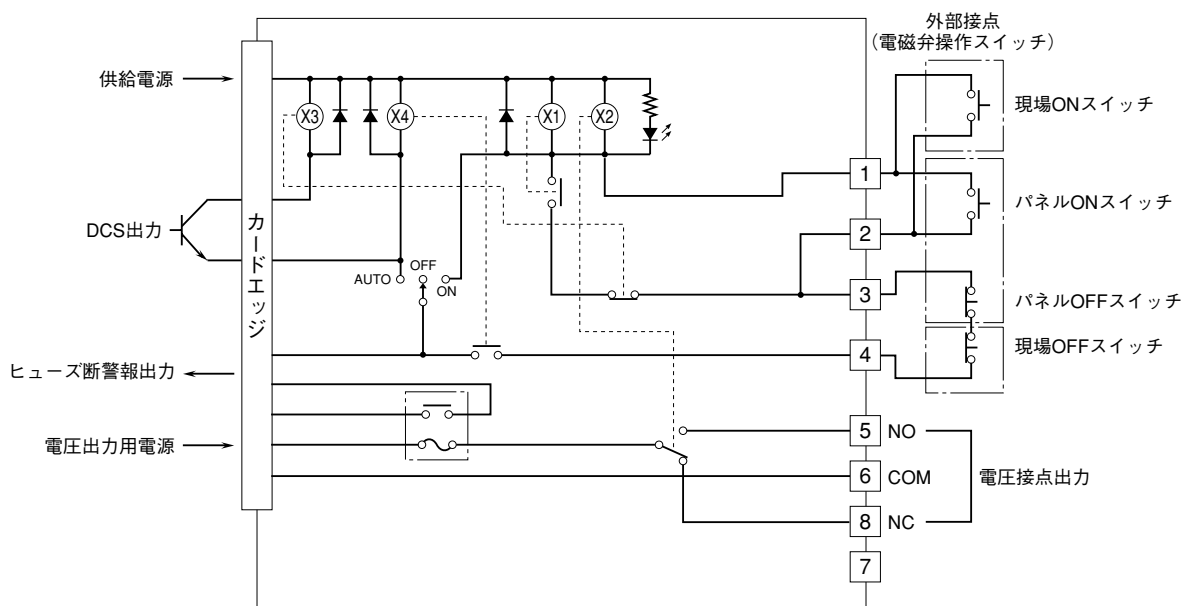 外部接点
（電磁弁操作スイッチ）
供給電源
現場ONスイッチ
X3
X4
X1
X2
1
パネルONスイッチ
DCS出力
カードエッジ
2
AUTO
OFF
ON
3
パネルOFFスイッチ
4
現場OFFスイッチ
ヒューズ断警報出力
5 NO
電圧出力用電源
6 COM
電圧接点出力
8 NC
7